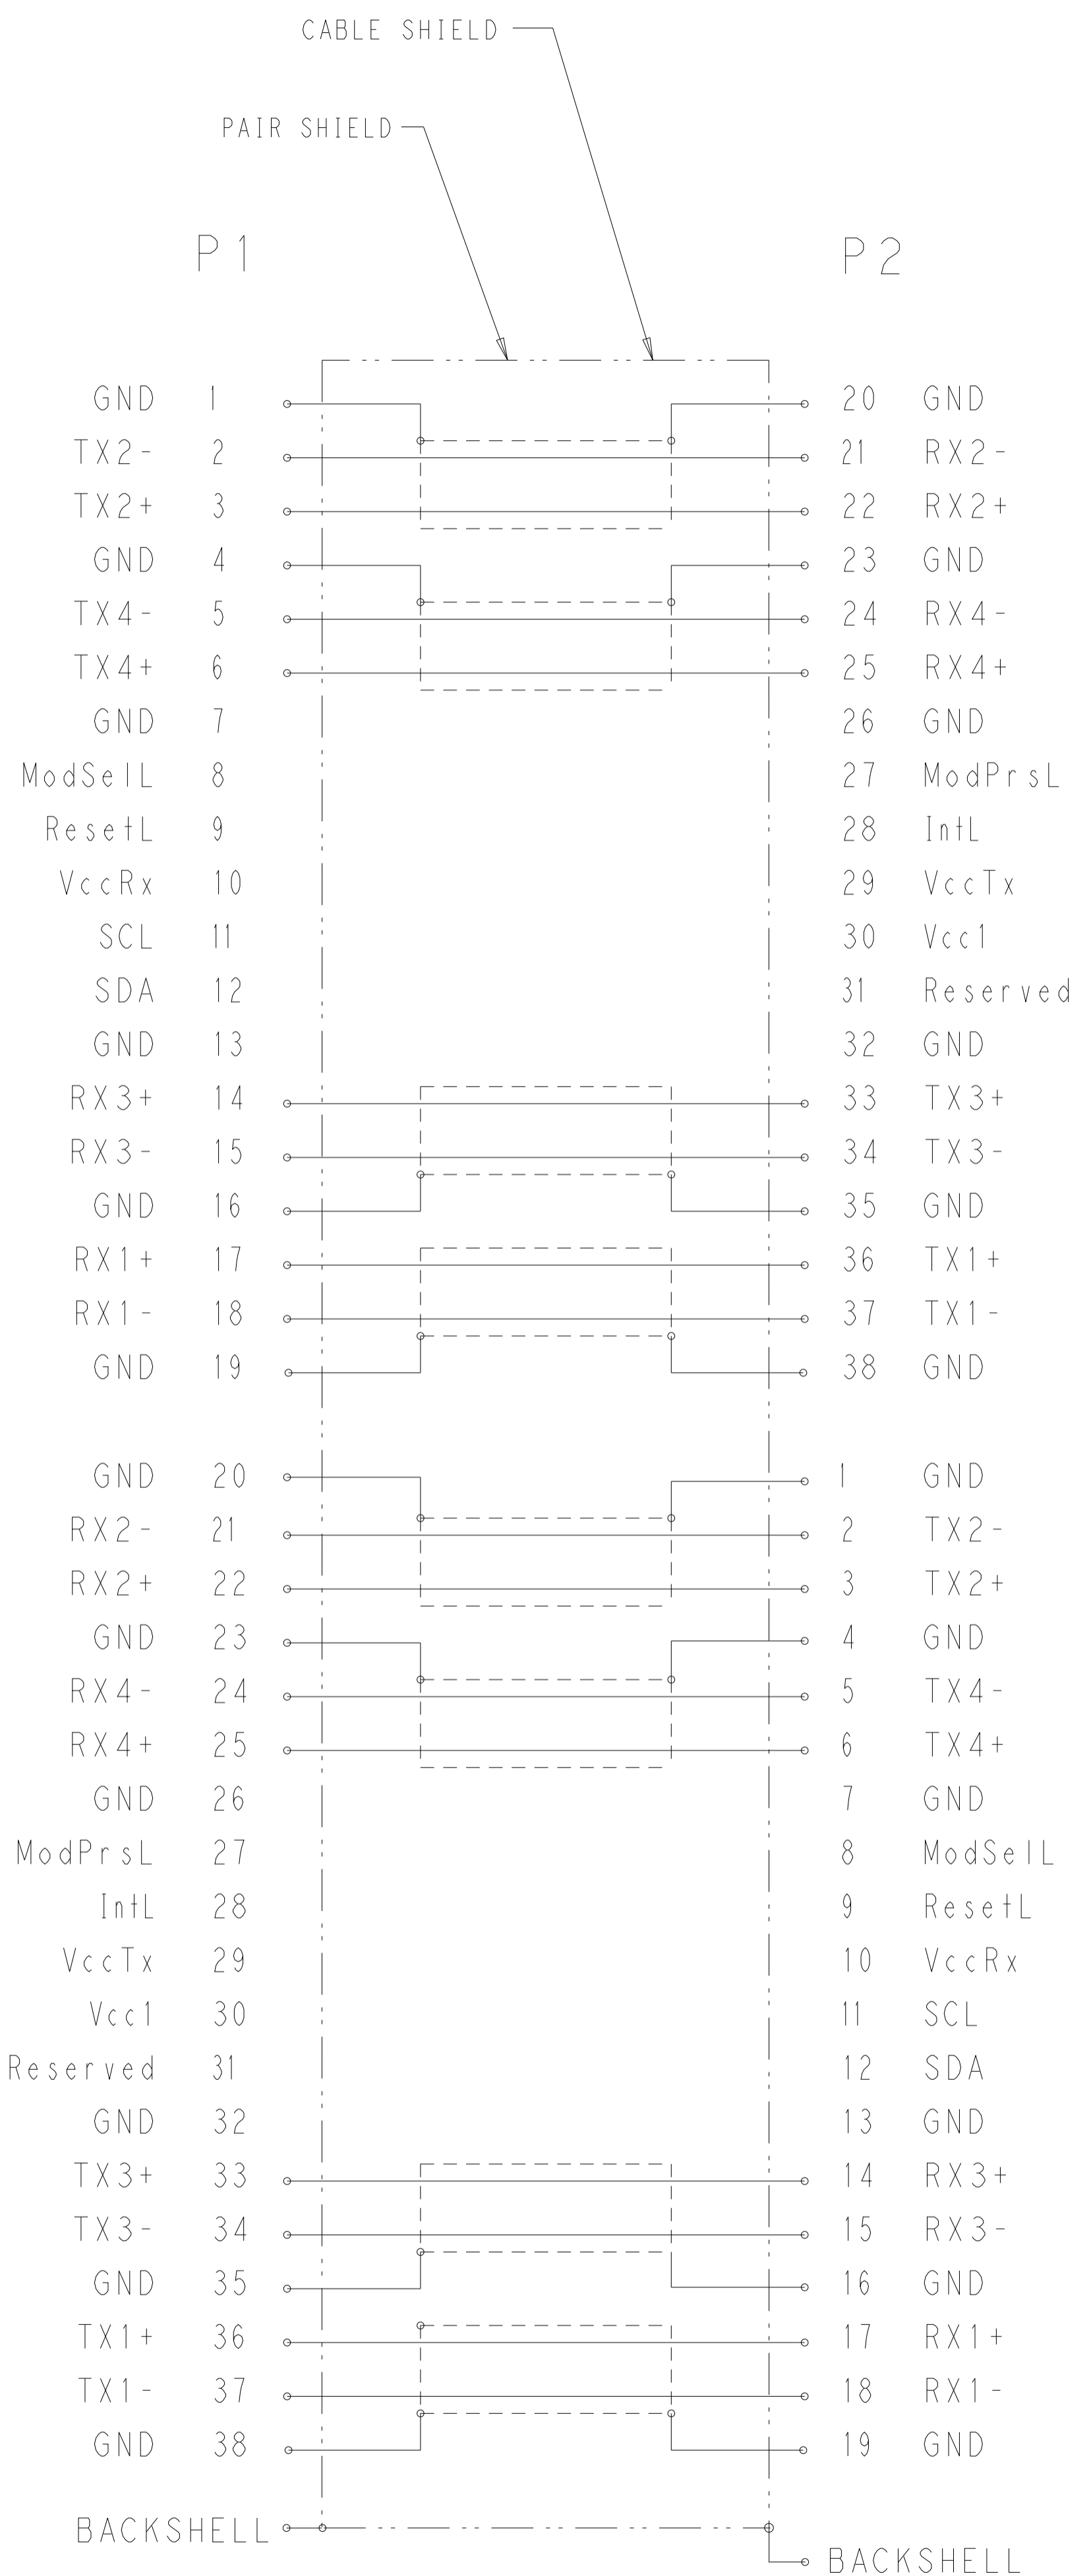 CABLE SHIELD
PAIR SHIELD
P1 P2
GND 1 20 GND
TX2- 2 21 RX2-
TX2+ 3 22 RX2+
GND 4 23 GND
TX4- 5 24 RX4-
TX4+ 6 25 RX4+
GND 7 26 GND
ModSelL 8 27 ModPrsL
ResetL 9 28 IntL
VccRx 10 29 VccTx
SCL 11 30 Vcc1
SDA 12 31 Reserved
GND 13 32 GND
RX3+ 14 33 TX3+
RX3- 15 34 TX3-
GND 16 35 GND
RX1+ 17 36 TX1+
RX1- 18 37 TX1-
GND 19 38 GND
GND 20 1 GND
RX2- 21 2 TX2-
RX2+ 22 3 TX2+
GND 23 4 GND
RX4- 24 5 TX4-
RX4+ 25 6 TX4+
GND 26 7 GND
ModPrsL 27 8 ModSelL
IntL 28 9 ResetL
VccTx 29 10 VccRx
Vcc1 30 11 SCL
Reserved 31 12 SDA
GND 32 13 GND
TX3+ 33 14 RX3+
TX3- 34 15 RX3-
GND 35 16 GND
TX1+ 36 17 RX1+
TX1- 37 18 RX1-
GND 38 19 GND
BACKSHELL
BACKSHELL